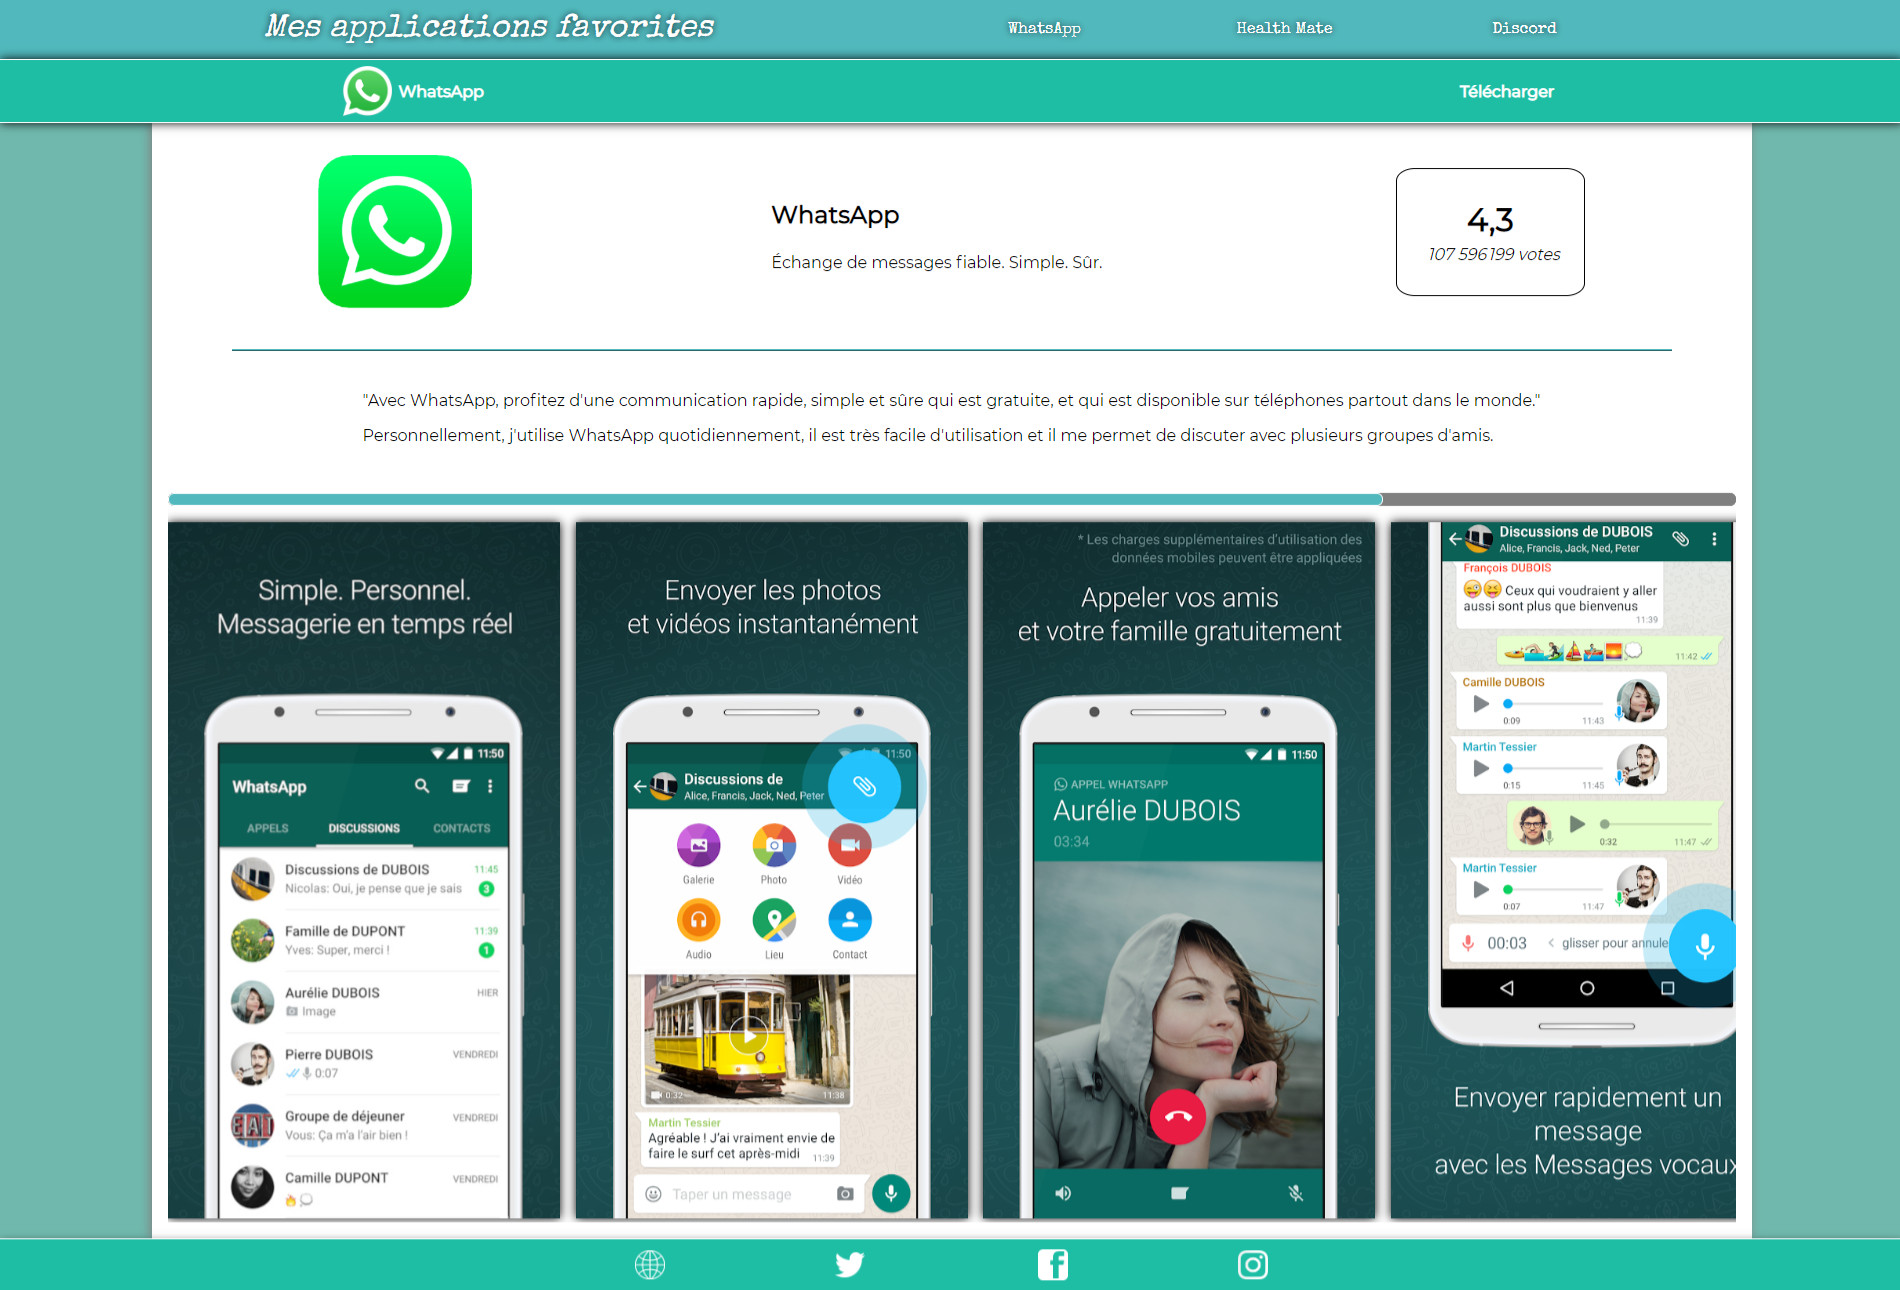 Mes applications favorites
WhatsApp
Health Mate
Discord
WhatsApp
Télécharger
WhatsApp
Échange de messages fiable. Simple. Sûr.
4,3
107 596 199 votes
"Avec WhatsApp, profitez d'une communication rapide, simple et sûre qui est gratuite, et qui est disponible sur téléphones partout dans le monde."
Personnellement, j'utilise WhatsApp quotidiennement, il est très facile d'utilisation et il me permet de discuter avec plusieurs groupes d'amis.
Simple. Personnel.
Messagerie en temps réel
11:50
WhatsApp
APPELS
DISCUSSIONS
CONTACTS
Discussions de DUBOIS
11:45
Nicolas: Oui, je pense que je sais
3
Famille de DUPONT
11:39
Yves: Super, merci !
1
Aurélie DUBOIS
HIER
Image
Pierre DUBOIS
VENDREDI
0:07
EAT
Groupe de déjeuner
VENDREDI
Vous: Ça m'a l'air bien !
Camille DUPONT
VENDREDI
Envoyer les photos
et vidéos instantanément
11:50
Discussions de
Alice, Francis, Jack, Ned, Peter
Galerie
Photo
Vidéo
Audio
Lieu
Contact
0:32
11:38
Martin Tessier
Agréable ! J'ai vraiment envie de
faire le surf cet après-midi
11:39
Taper un message
* Les charges supplémentaires d'utilisation des
données mobiles peuvent être appliquées
Appeler vos amis
et votre famille gratuitement
11:50
APPEL WHATSAPP
Aurélie DUBOIS
03:34
Discussions de DUBOIS
Alice, Francis, Jack, Ned, Peter
François DUBOIS
Ceux qui voudraient y aller
aussi sont plus que bienvenus
11:39
11:42
Camille DUBOIS
0:09
11:43
Martin Tessier
0:15
11:45
0:32
11:47
Martin Tessier
0:07
11:47
00:03
< glisser pour annule
Envoyer rapidement un
message
avec les Messages vocaux